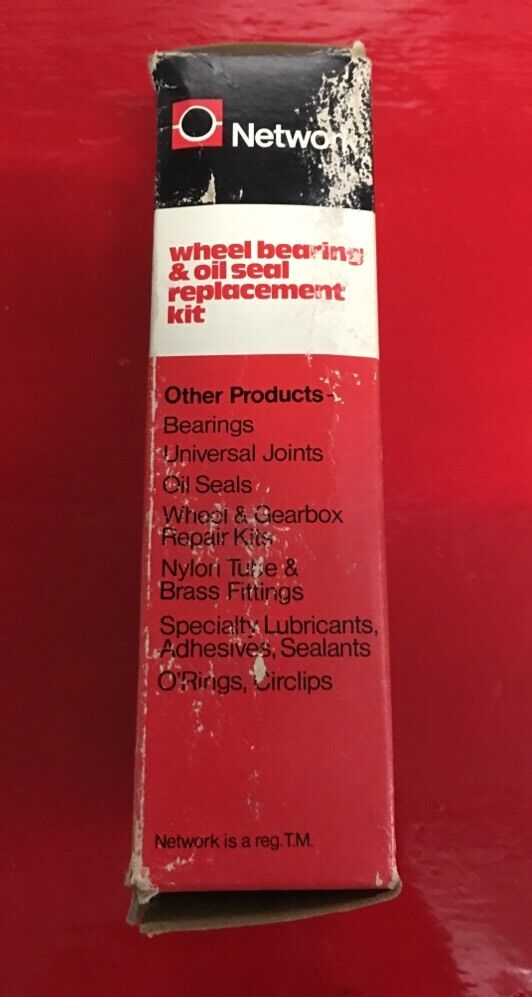 Network
wheel bearing
& oil seal
replacement
kit
Other Products-
Bearings
Universal Joints
Oil Seals
Wheel & Gearbox
Repair Kits
Nylon Tube &
Brass Fittings
Specialty Lubricants,
Adhesives, Sealants
O'Rings, Circlips
Network is a reg.T.M.